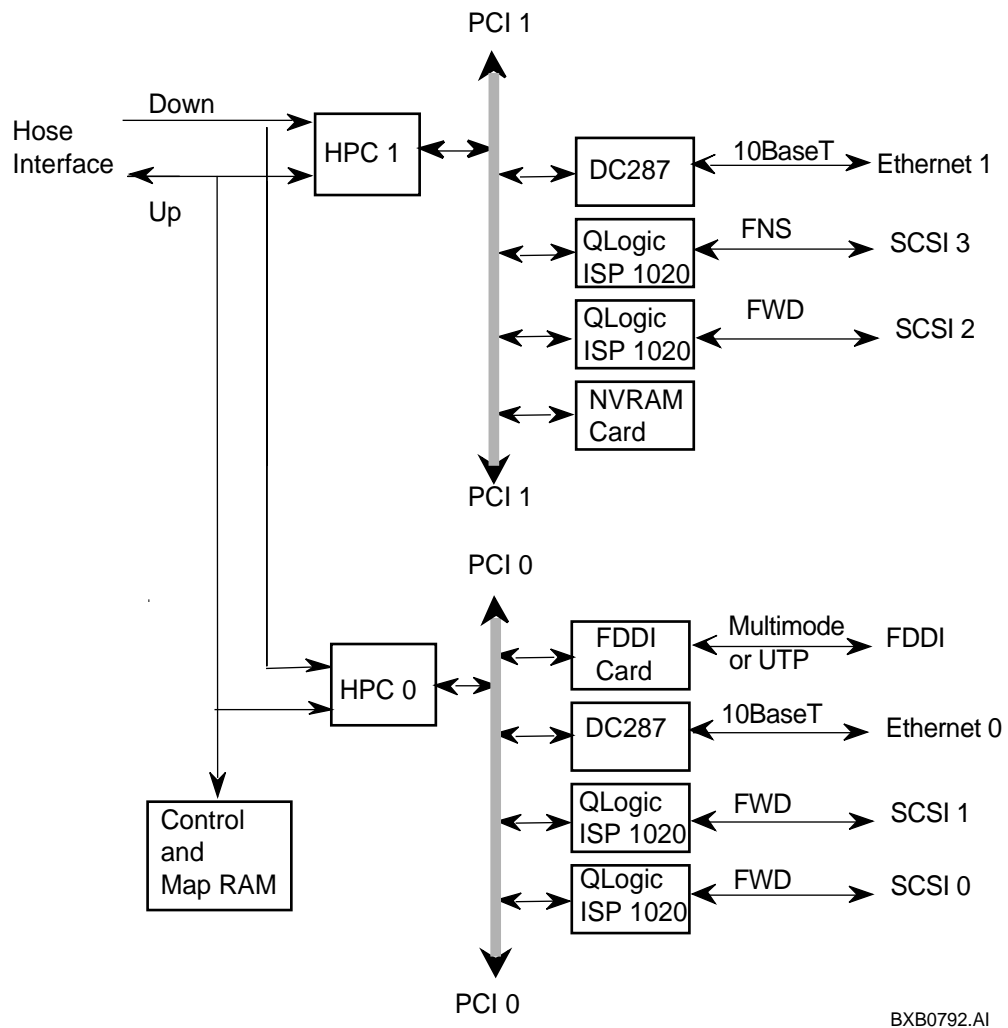 PCI 1
Down
Hose
Interface
Up
HPC 1
DC287
10BaseT
Ethernet 1
QLogic
ISP 1020
FNS
SCSI 3
QLogic
ISP 1020
FWD
SCSI 2
NVRAM
Card
PCI 1
PCI 0
HPC 0
FDDI
Card
Multimode
or UTP
FDDI
DC287
10BaseT
Ethernet 0
Control
and
Map RAM
QLogic
ISP 1020
FWD
SCSI 1
QLogic
ISP 1020
FWD
SCSI 0
PCI 0
BXB0792.AI